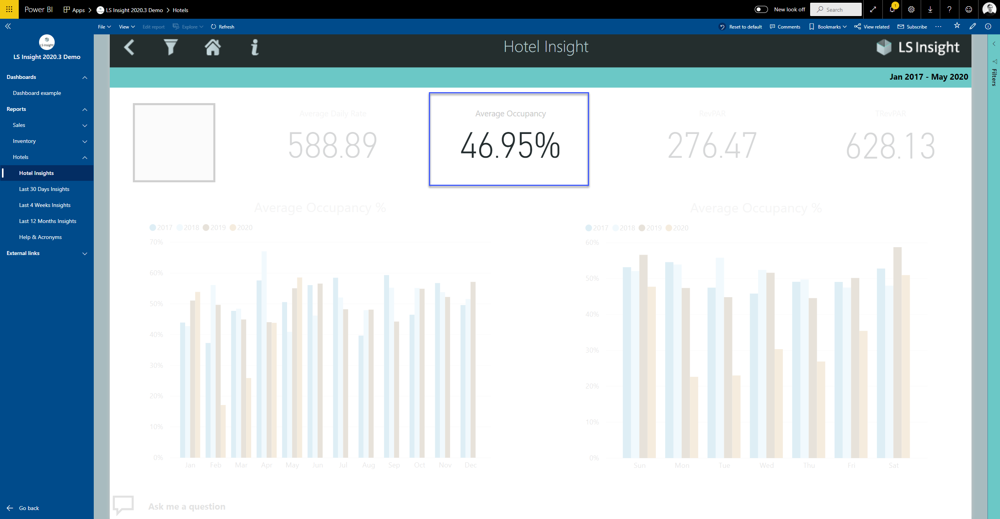 Power BI Apps LS Insight 2020.3 Demo Hotels New look off Search 1
File View Edit report Explore Refresh Reset to default Comments Bookmarks View related Subscribe
LS Insight
LS Insight 2020.3 Demo
Dashboards
Dashboard example
Reports
Sales
Inventory
Hotels
Hotel Insights
Last 30 Days Insights
Last 4 Weeks Insights
Last 12 Months Insights
Help & Acronyms
External links
Go back
Hotel Insight
LS Insight
Jan 2017 - May 2020
Filters
Average Daily Rate
588.89
Average Occupancy
46.95%
RevPAR
276.47
TRevPAR
628.13
Average Occupancy %
2017 2018 2019 2020
70%
60%
50%
40%
30%
20%
10%
0%
Jan Feb Mar Apr May Jun Jul Aug Sep Oct Nov Dec
Average Occupancy %
2017 2018 2019 2020
60%
50%
40%
30%
20%
10%
0%
Sun Mon Tue Wed Thu Fri Sat
Ask me a question